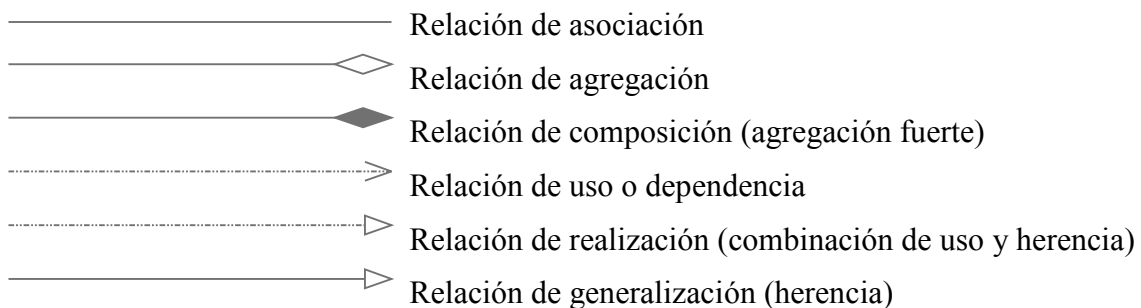 Relación de asociación
Relación de agregación
Relación de composición (agregación fuerte)
Relación de uso o dependencia
Relación de realización (combinación de uso y herencia)
Relación de generalización (herencia)